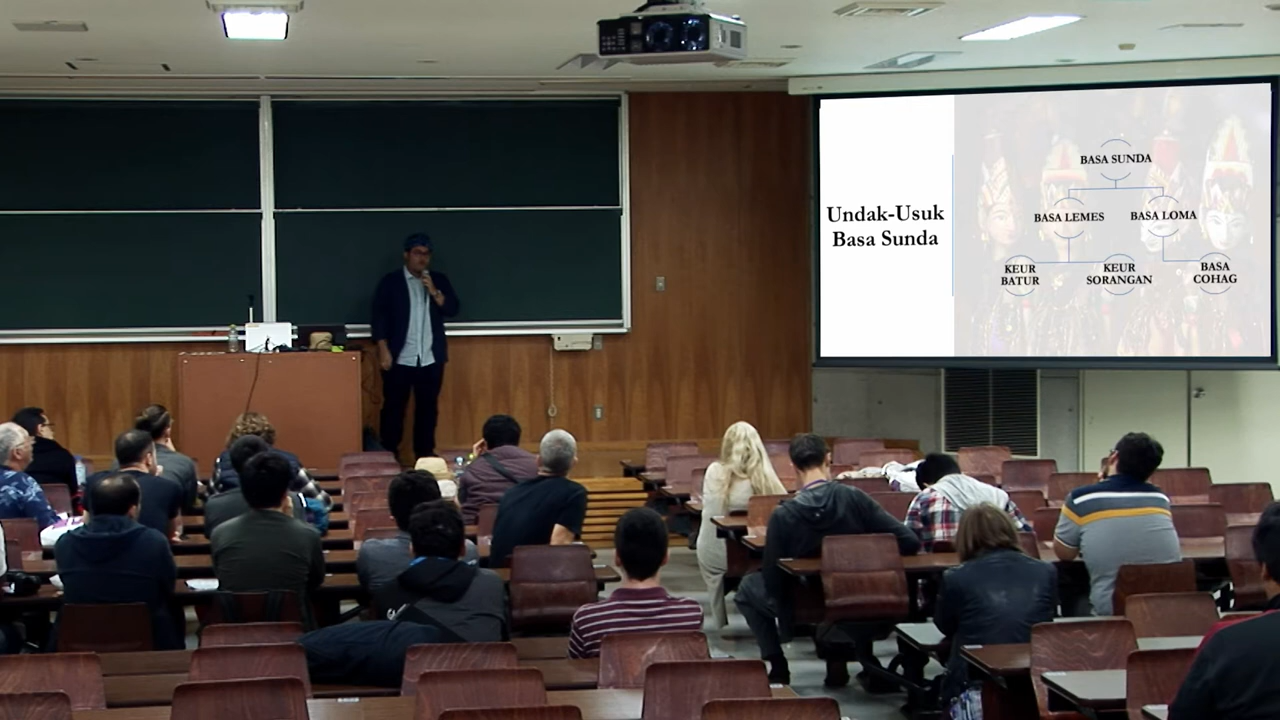 Undak-Usuk
Basa Sunda
BASA SUNDA
BASA LEMES
BASA LOMA
KEUR
BATUR
KEUR
SORANGAN
BASA
COHAG